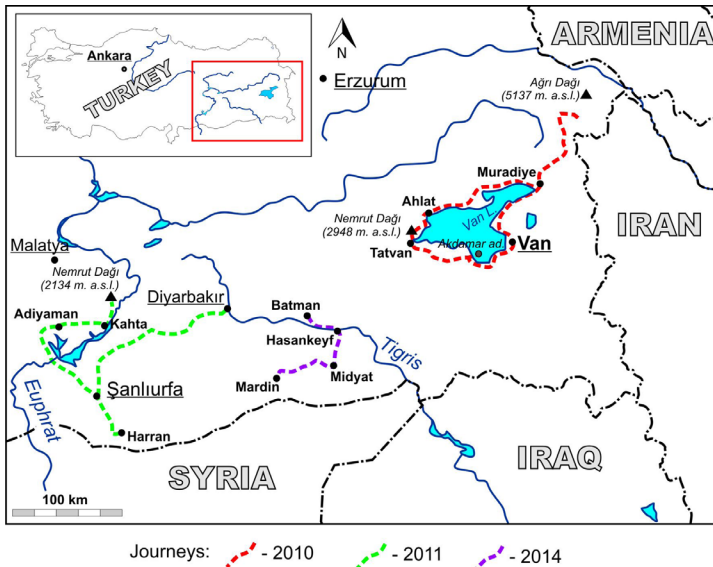 ARMENIA
Ankara
TURKEY
N
Erzurum
Ağrı Dağı
(5137 m. a.s.l.)
Muradiye
Ahlat
Van L.
IRAN
Nemrut Dağı
(2948 m. a.s.l.)
Akdamar ad.
Van
Tatvan
Malatya
Nemrut Dağı
(2134 m. a.s.l.)
Diyarbakır
Batman
Adiyaman
Kahta
Hasankeyf
Tigris
Midyat
Mardin
Şanlıurfa
Euphrat
Harran
SYRIA
IRAQ
100 km
Journeys: - 2010 - 2011 - 2014